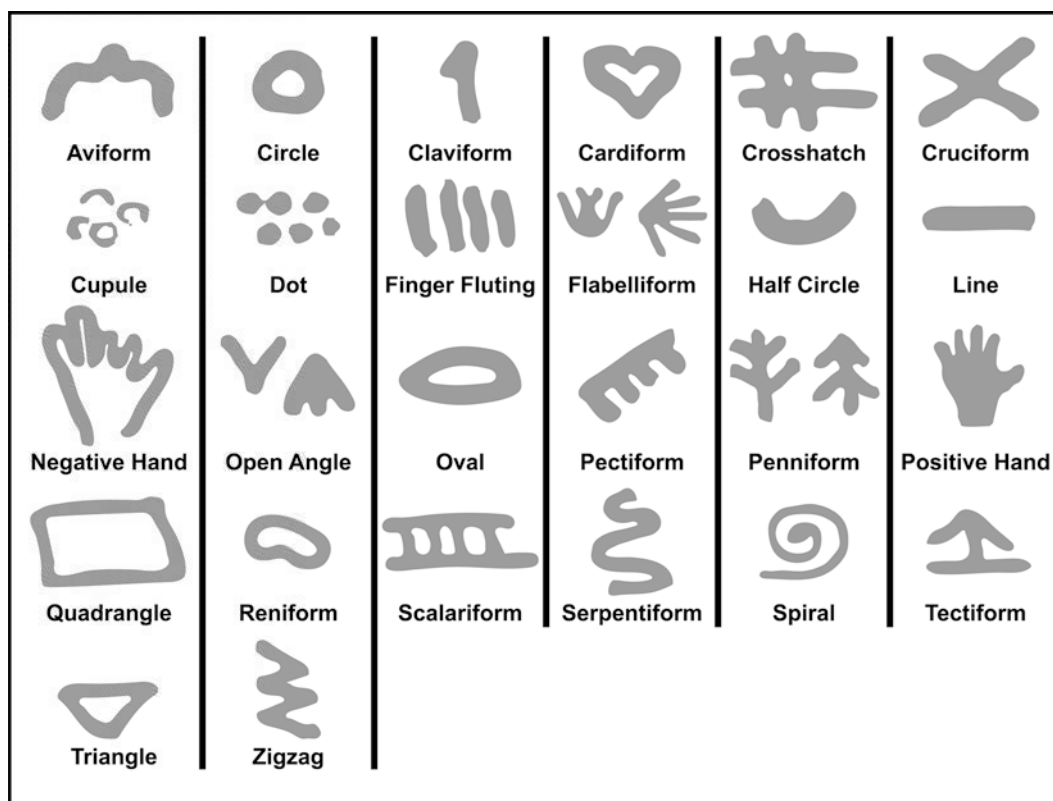 Aviform
Circle
Claviform
Cardiform
Crosshatch
Cruciform
Cupule
Dot
Finger Fluting
Flabelliform
Half Circle
Line
Negative Hand
Open Angle
Oval
Pectiform
Penniform
Positive Hand
Quadrangle
Reniform
Scalariform
Serpentiform
Spiral
Tectiform
Triangle
Zigzag